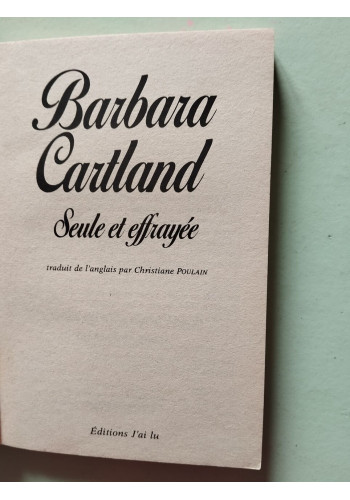 Barbara
Cartland
Seule et effrayée
traduit de l'anglais par Christiane POULAIN
Éditions J'ai lu